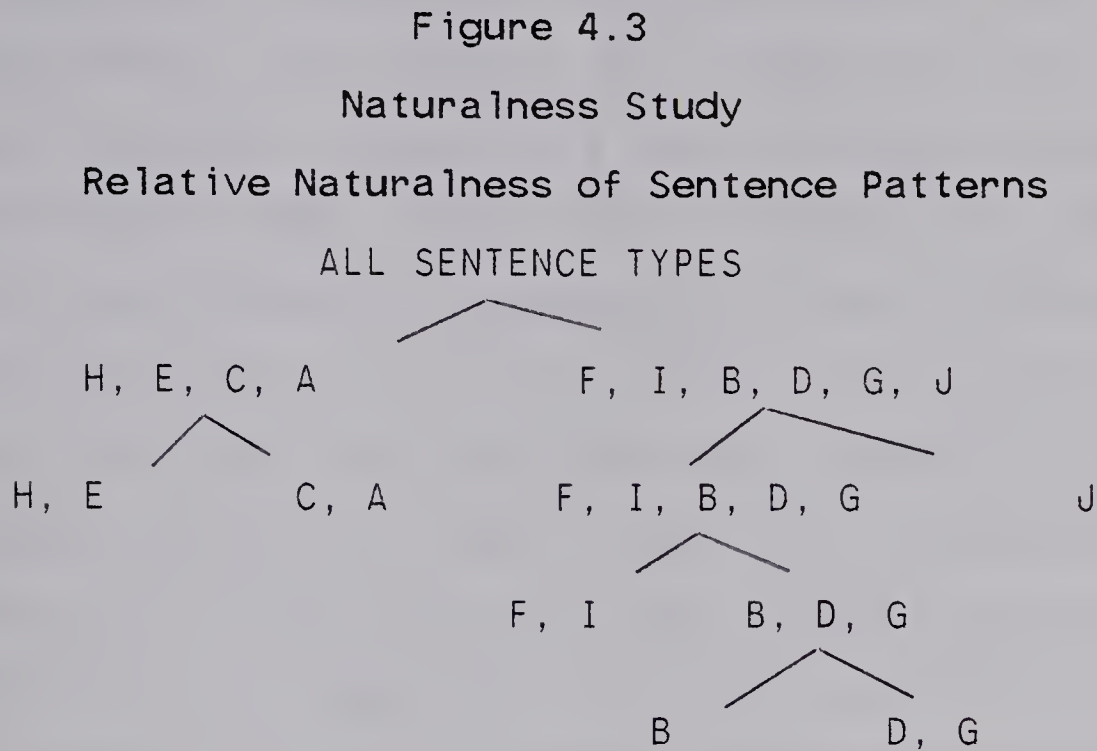 Figure 4.3
Naturalness Study
Relative Naturalness of Sentence Patterns
ALL SENTENCE TYPES
H, E, C, A F, I, B, D, G, J
H, E C, A F, I, B, D, G J
F, I B, D, G
B D, G